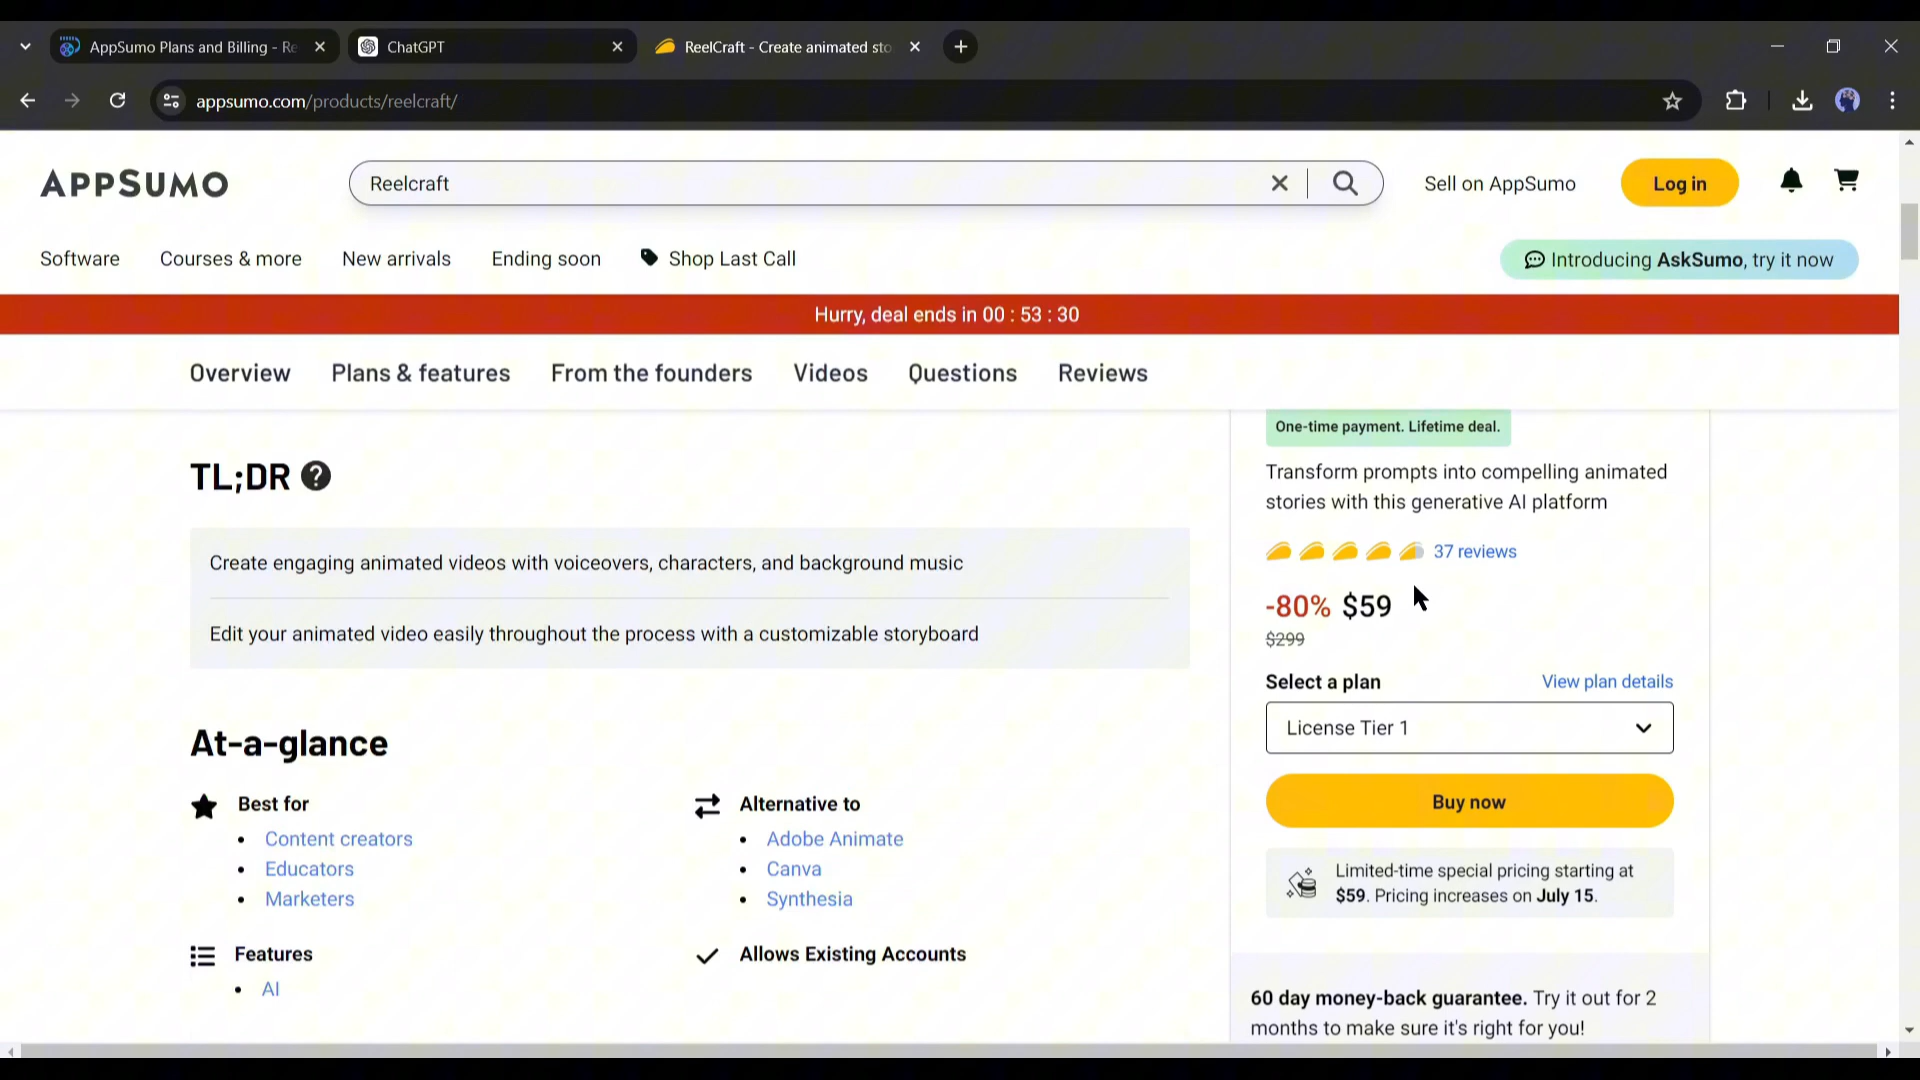 AppSumo Plans and Billing - Re
ChatGPT
ReelCraft - Create animated sto
appsumo.com/products/reelcraft/
APPSUMO
Reelcraft
Sell on AppSumo
Log in
Software
Courses & more
New arrivals
Ending soon
Shop Last Call
Introducing AskSumo, try it now
Hurry, deal ends in 00 : 53 : 30
Overview
Plans & features
From the founders
Videos
Questions
Reviews
TL;DR ?
Create engaging animated videos with voiceovers, characters, and background music
Edit your animated video easily throughout the process with a customizable storyboard
At-a-glance
Best for
• Content creators
• Educators
• Marketers
Alternative to
• Adobe Animate
• Canva
• Synthesia
Features
• AI
Allows Existing Accounts
One-time payment. Lifetime deal.
Transform prompts into compelling animated
stories with this generative AI platform
37 reviews
-80% $59
$299
Select a plan
View plan details
License Tier 1
Buy now
Limited-time special pricing starting at
$59. Pricing increases on July 15.
60 day money-back guarantee. Try it out for 2
months to make sure it's right for you!